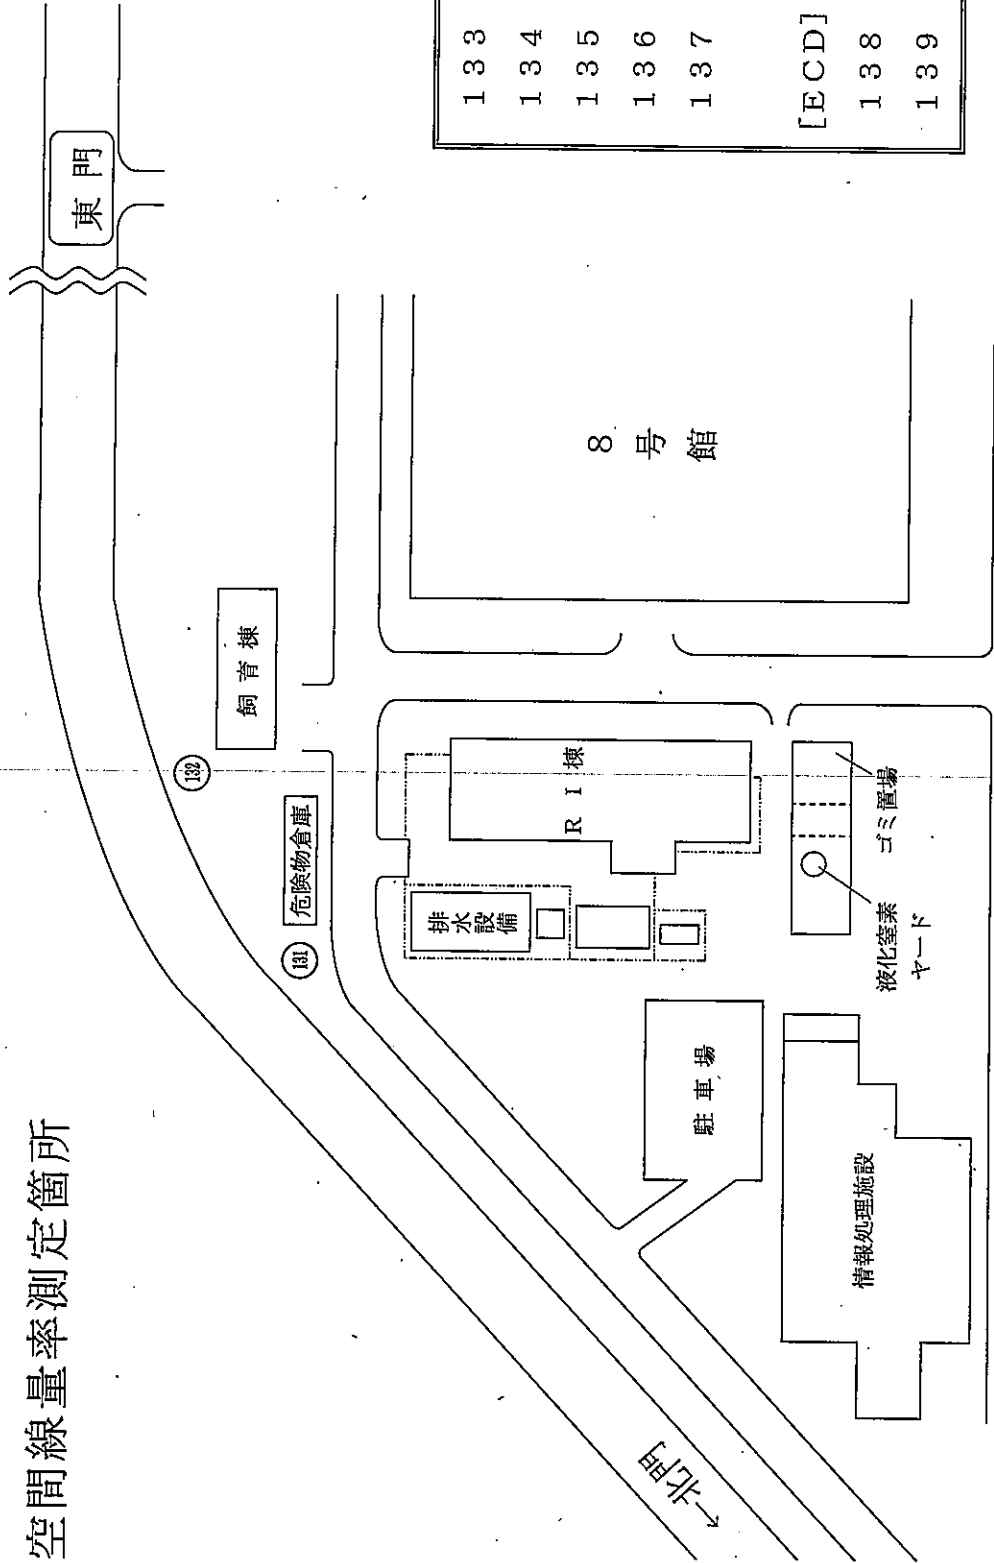 空間線量率測定箇所
東門
飼育棟
132
危険物倉庫
131
8号館
RI棟
排水設備
ゴミ置場
液化窒素
ヤード
駐車場
情報処理施設
←北門
133
134
135
136
137
[ECD]
138
139